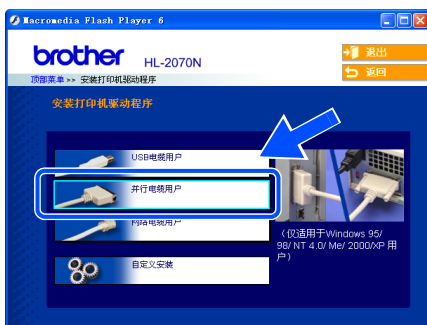 Macromedia Flash Player 6
brother HL-2070N
退出
返回
顶部菜单 >> 安装打印机驱动程序
安装打印机驱动程序
USB电缆用户
并行电缆用户
网络电缆用户
自定义安装
（仅适用于Windows 95/
98/ NT 4.0/ Me/ 2000/XP 用
户）